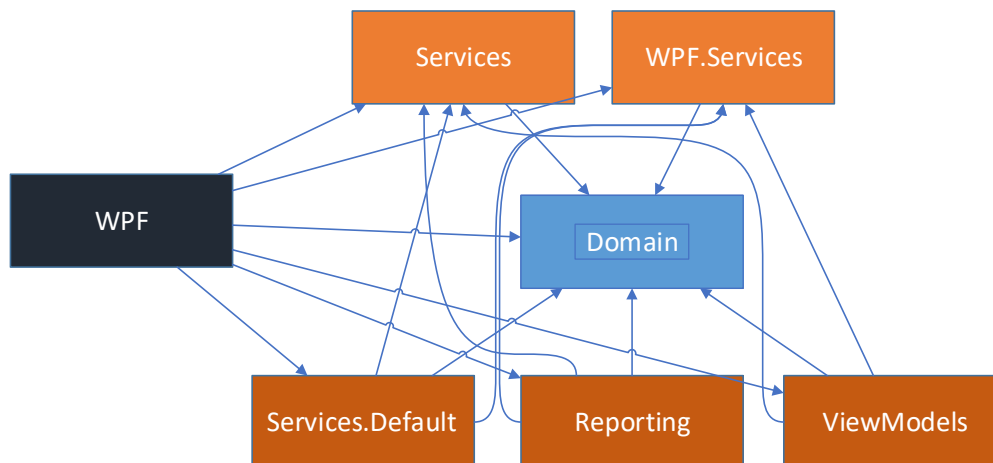 Services
WPF.Services
WPF
Domain
Services.Default
Reporting
ViewModels